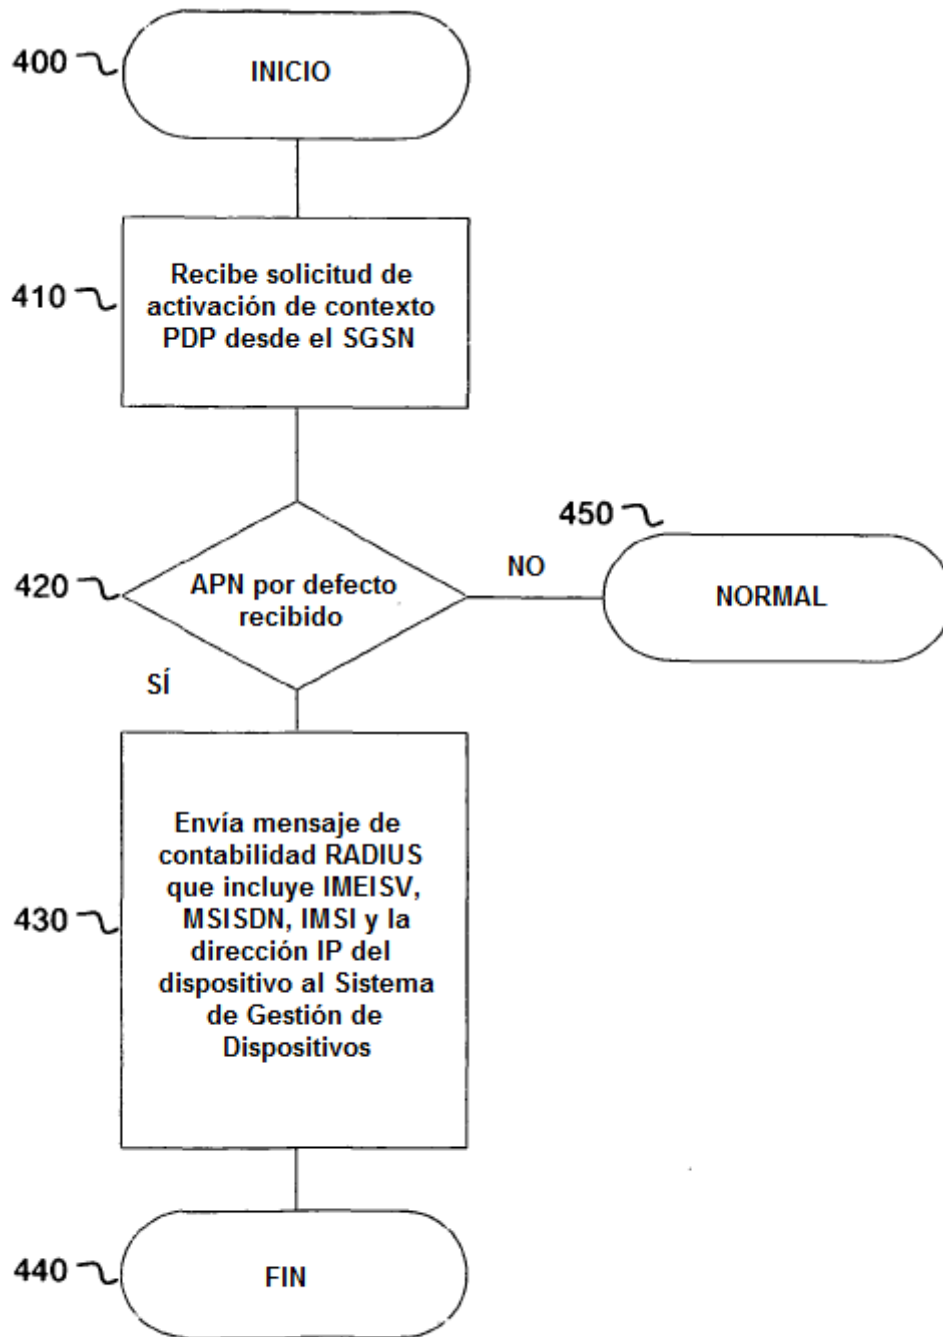 400
INICIO
410
Recibe solicitud de
activación de contexto
PDP desde el SGSN
420
APN por defecto
recibido
NO
450
NORMAL
SÍ
430
Envía mensaje de
contabilidad RADIUS
que incluye IMEISV,
MSISDN, IMSI y la
dirección IP del
dispositivo al Sistema
de Gestión de
Dispositivos
440
FIN